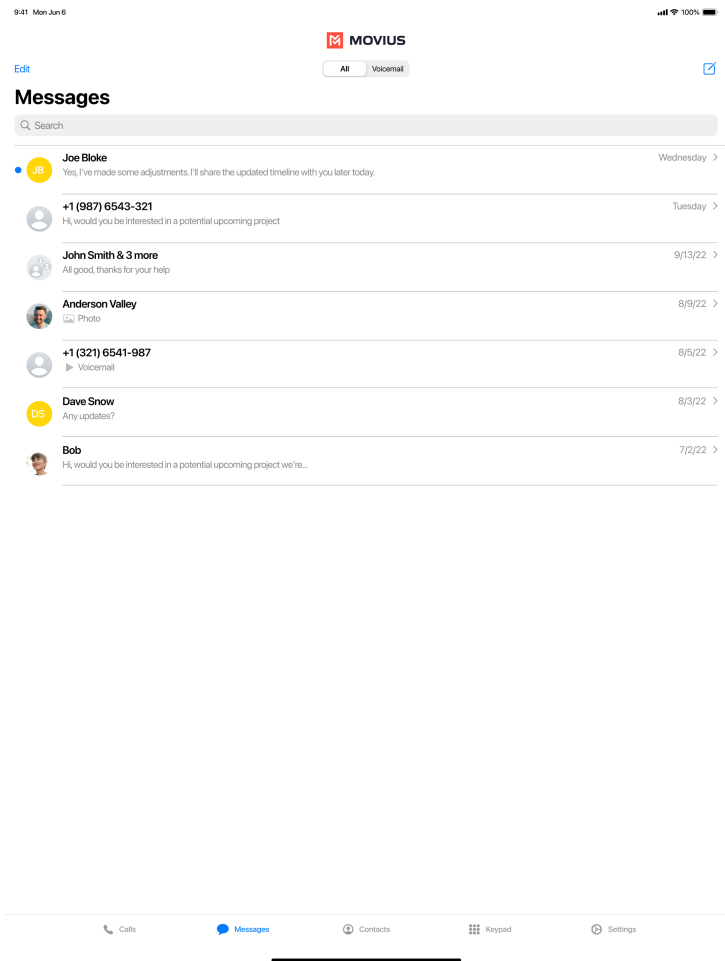 9:41 Mon Jun 6
100%
MOVIUS
Edit
All
Voicemail
Messages
Search
JB
Joe Bloke
Wednesday
Yes, I've made some adjustments. I'll share the updated timeline with you later today.
+1 (987) 6543-321
Tuesday
Hi, would you be interested in a potential upcoming project
John Smith & 3 more
9/13/22
All good, thanks for your help
Anderson Valley
8/9/22
Photo
+1 (321) 6541-987
8/5/22
Voicemail
DS
Dave Snow
8/3/22
Any updates?
Bob
7/2/22
Hi, would you be interested in a potential upcoming project we're...
Calls
Messages
Contacts
Keypad
Settings